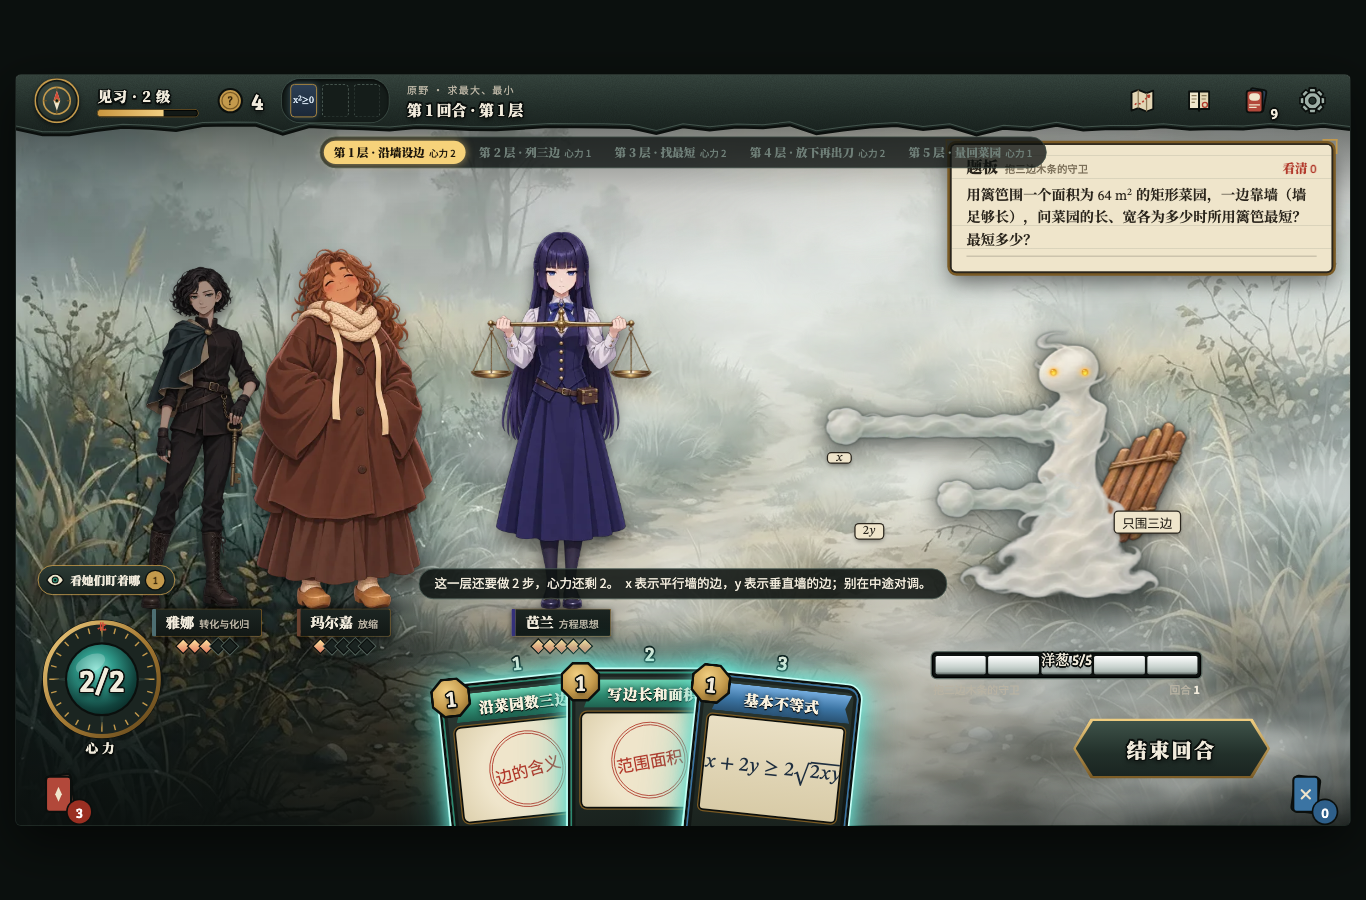 见习 · 2 级
? 4
x²≥0
原野 · 求最大、最小
第1回合 · 第1层
9
第 1 层 · 沿墙设边 心力 2
第 2 层 · 列三边 心力 1
第 3 层 · 找最短 心力 2
第 4 层 · 放下再出刀 心力 2
第 5 层 · 量回菜园 心力 1
题板 抱三边木条的守卫
看清 0
用篱笆围一个面积为 64 m² 的矩形菜园，一边靠墙（墙
足够长），问菜园的长、宽各为多少时所用篱笆最短？
最短多少？
x
2y
只围三边
看她们盯着哪 1
这一层还要做 2 步，心力还剩 2。 x 表示平行墙的边，y 表示垂直墙的边；别在中途对调。
雅娜 转化与化归
玛尔嘉 放缩
芭兰 方程思想
2/2
心力
3
1
1
沿菜园数三边
边的含义
2
1
写边长和面积
范围面积
3
1
基本不等式
x + 2y ≥ 2√2xy
洋葱 5/5
回合 1
结束回合
0